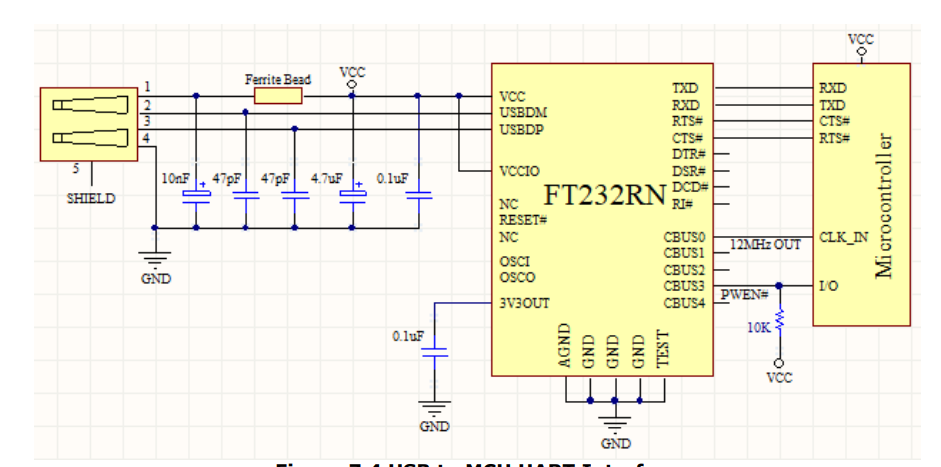 VCC
1
Ferrite Bead
VCC
2
3
4
5
SHIELD
10nF
+
47pF
47pF
4.7uF
+
0.1uF
GND
VCC
USBDM
USBDP
VCCIO
NC
RESET#
NC
OSCI
OSCO
3V3OUT
FT232RN
TXD
RXD
RTS#
CTS#
DTR#
DSR#
DCD#
RI#
CBUS0
CBUS1
CBUS2
CBUS3
CBUS4
AGND
GND
GND
GND
TEST
GND
0.1uF
GND
12MHz OUT
PWEN#
10K
VCC
RXD
TXD
CTS#
RTS#
CLK_IN
I/O
Microcontroller